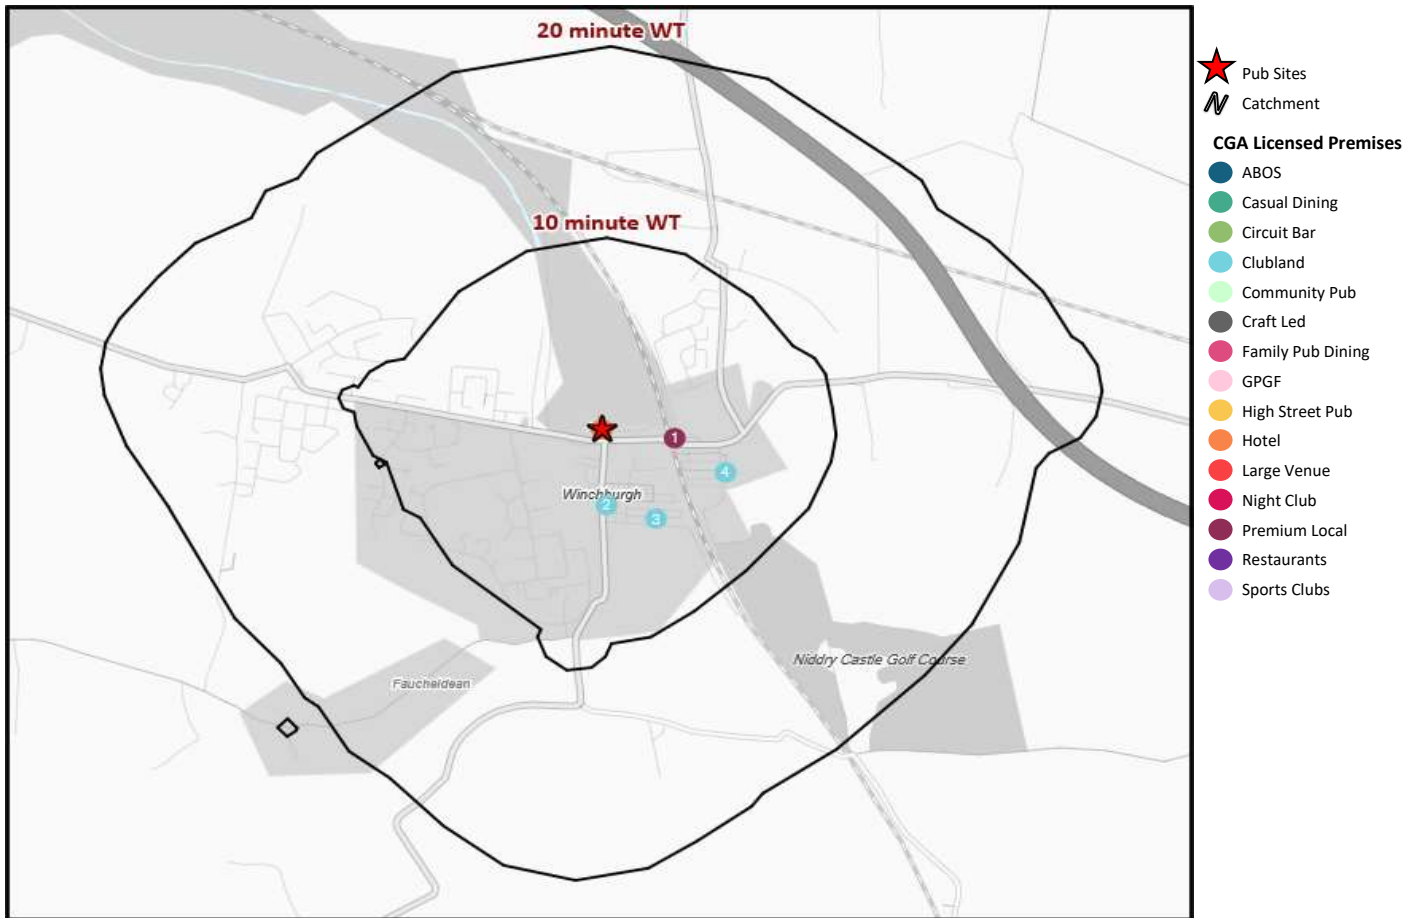 20 minute WT
10 minute WT
1
4
Winchburgh
2
3
Niddry Castle Golf Course
Faucheldean
Pub Sites
Catchment
CGA Licensed Premises
ABOS
Casual Dining
Circuit Bar
Clubland
Community Pub
Craft Led
Family Pub Dining
GPGF
High Street Pub
Hotel
Large Venue
Night Club
Premium Local
Restaurants
Sports Clubs